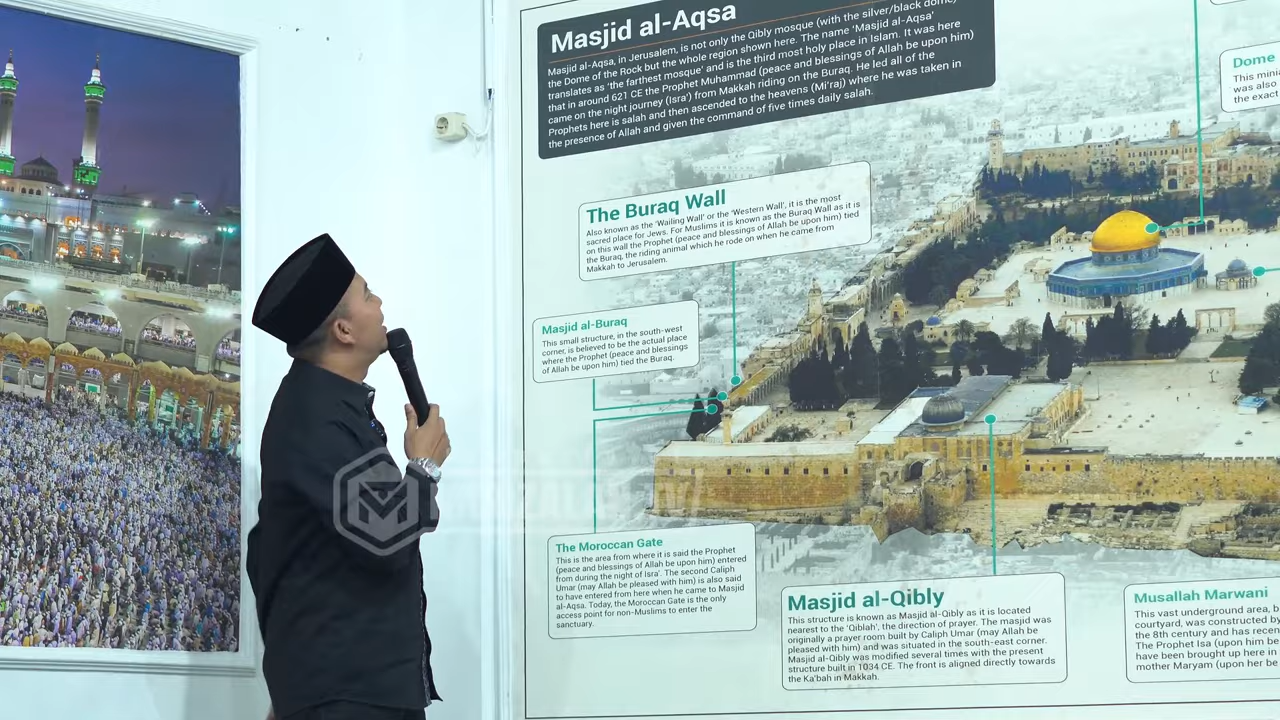 Masjid al-Aqsa
Masjid al-Aqsa, in Jerusalem, is not only the Qibly mosque (with the silver/black dome)
the Dome of the Rock but the whole region shown here. The name 'Masjid al-Aqsa'
translates as 'the farthest mosque' and is the third most holy place in Islam. It was here
that in around 621 CE the Prophet Muhammad (peace and blessings of Allah be upon him)
came on the night journey (Isra') from Makkah riding on the Buraq. He led all of the
Prophets here is salah and then ascended to the heavens (Mi'raj) where he was taken in
the presence of Allah and given the command of five times daily salah.
Dome
This mini
was also
the exact
The Buraq Wall
Also known as the 'Wailing Wall' or the 'Western Wall', it is the most
sacred place for Jews. For Muslims it is known as the Buraq Wall as it is
on this wall the Prophet (peace and blessings of Allah be upon him) tied
the Buraq, the riding animal which he rode on when he came from
Makkah to Jerusalem.
Masjid al-Buraq
This small structure, in the south-west
corner, is believed to be the actual place
where the Prophet (peace and blessings
of Allah be upon him) tied the Buraq.
The Moroccan Gate
This is the area from where it is said the Prophet
(peace and blessings of Allah be upon him) entered
from during the night of Isra'. The second Caliph
Umar (may Allah be pleased with him) is also said
to have entered from here when he came to Masjid
al-Aqsa. Today, the Moroccan Gate is the only
access point for non-Muslims to enter the
sanctuary.
Masjid al-Qibly
This structure is known as Masjid al-Qibly as it is located
nearest to the 'Qiblah', the direction of prayer. The masjid was
originally a prayer room built by Caliph Umar (may Allah be
pleased with him) and was situated in the south-east corner.
Masjid al-Qibly was modified several times with the present
structure built in 1034 CE. The front is aligned directly towards
the Ka'bah in Makkah.
Musallah Marwani
This vast underground area, b
courtyard, was constructed by
the 8th century and has recen
The Prophet Isa (upon him be
have been brought up here in
mother Maryam (upon her be